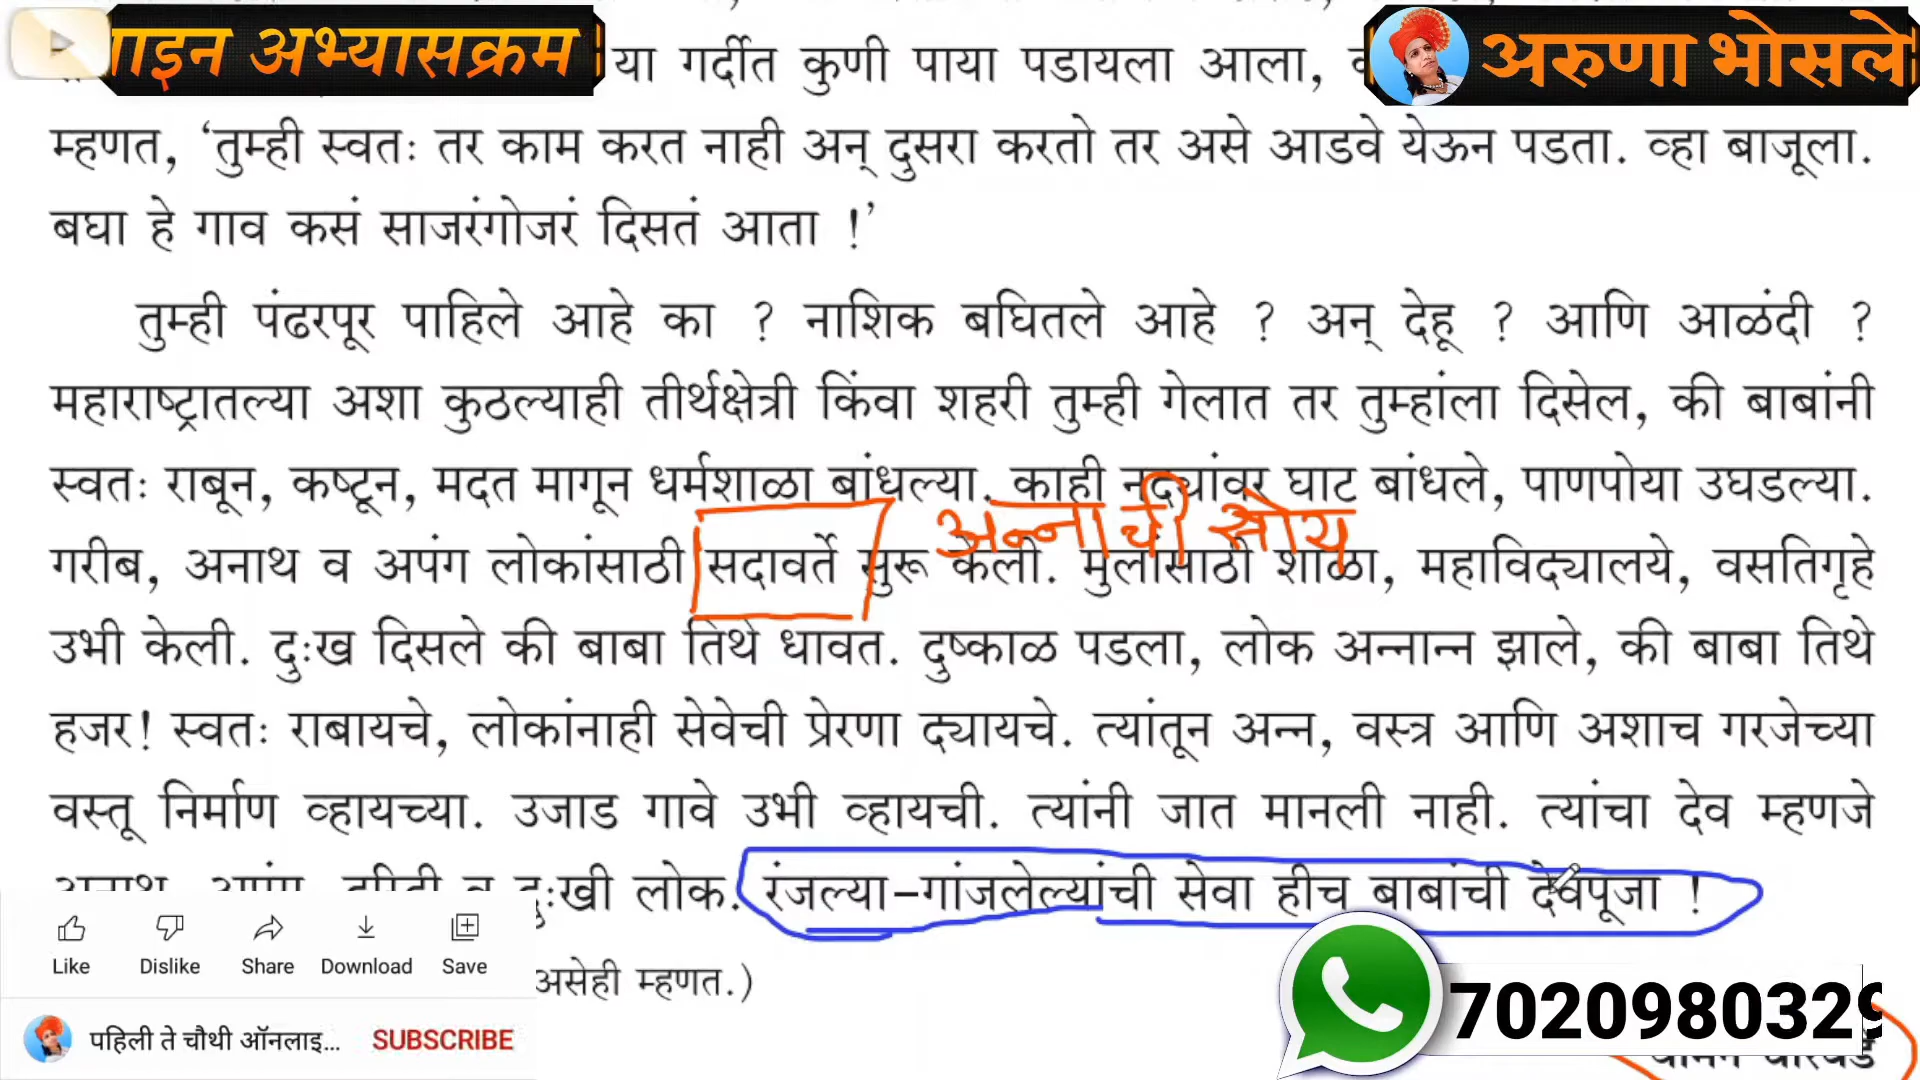 अभ्यासक्रम
अरुणा भोसले
या गर्दीत कुणी पाया पडायला आला,
म्हणत, ‘तुम्ही स्वतः तर काम करत नाही अन् दुसरा करतो तर असे आडवे येऊन पडता. व्हा बाजूला.
बघा हे गाव कसं साजरंगोजरं दिसतं आता !’
तुम्ही पंढरपूर पाहिले आहे का ? नाशिक बघितले आहे ? अन् देहू ? आणि आळंदी ?
महाराष्ट्रातल्या अशा कुठल्याही तीर्थक्षेत्री किंवा शहरी तुम्ही गेलात तर तुम्हांला दिसेल, की बाबांनी
स्वतः राबून, कष्टून, मदत मागून धर्मशाळा बांधल्या. काही नद्यांवर घाट बांधले, पाणपोया उघडल्या.
अन्नाची सोय
गरीब, अनाथ व अपंग लोकांसाठी सदावर्ते सुरू केली. मुलांसाठी शाळा, महाविद्यालये, वसतिगृहे
उभी केली. दुःख दिसले की बाबा तिथे धावत. दुष्काळ पडला, लोक अन्नान्न झाले, की बाबा तिथे
हजर! स्वतः राबायचे, लोकांनाही सेवेची प्रेरणा द्यायचे. त्यांतून अन्न, वस्त्र आणि अशाच गरजेच्या
वस्तू निर्माण व्हायच्या. उजाड गावे उभी व्हायची. त्यांनी जात मानली नाही. त्यांचा देव म्हणजे
लोक. रंजल्या-गांजलेल्यांची सेवा हीच बाबांची देवपूजा !
Like Dislike Share Download Save
असेही म्हणत.)
पहिली ते चौथी ऑनलाइ... SUBSCRIBE
7020980329